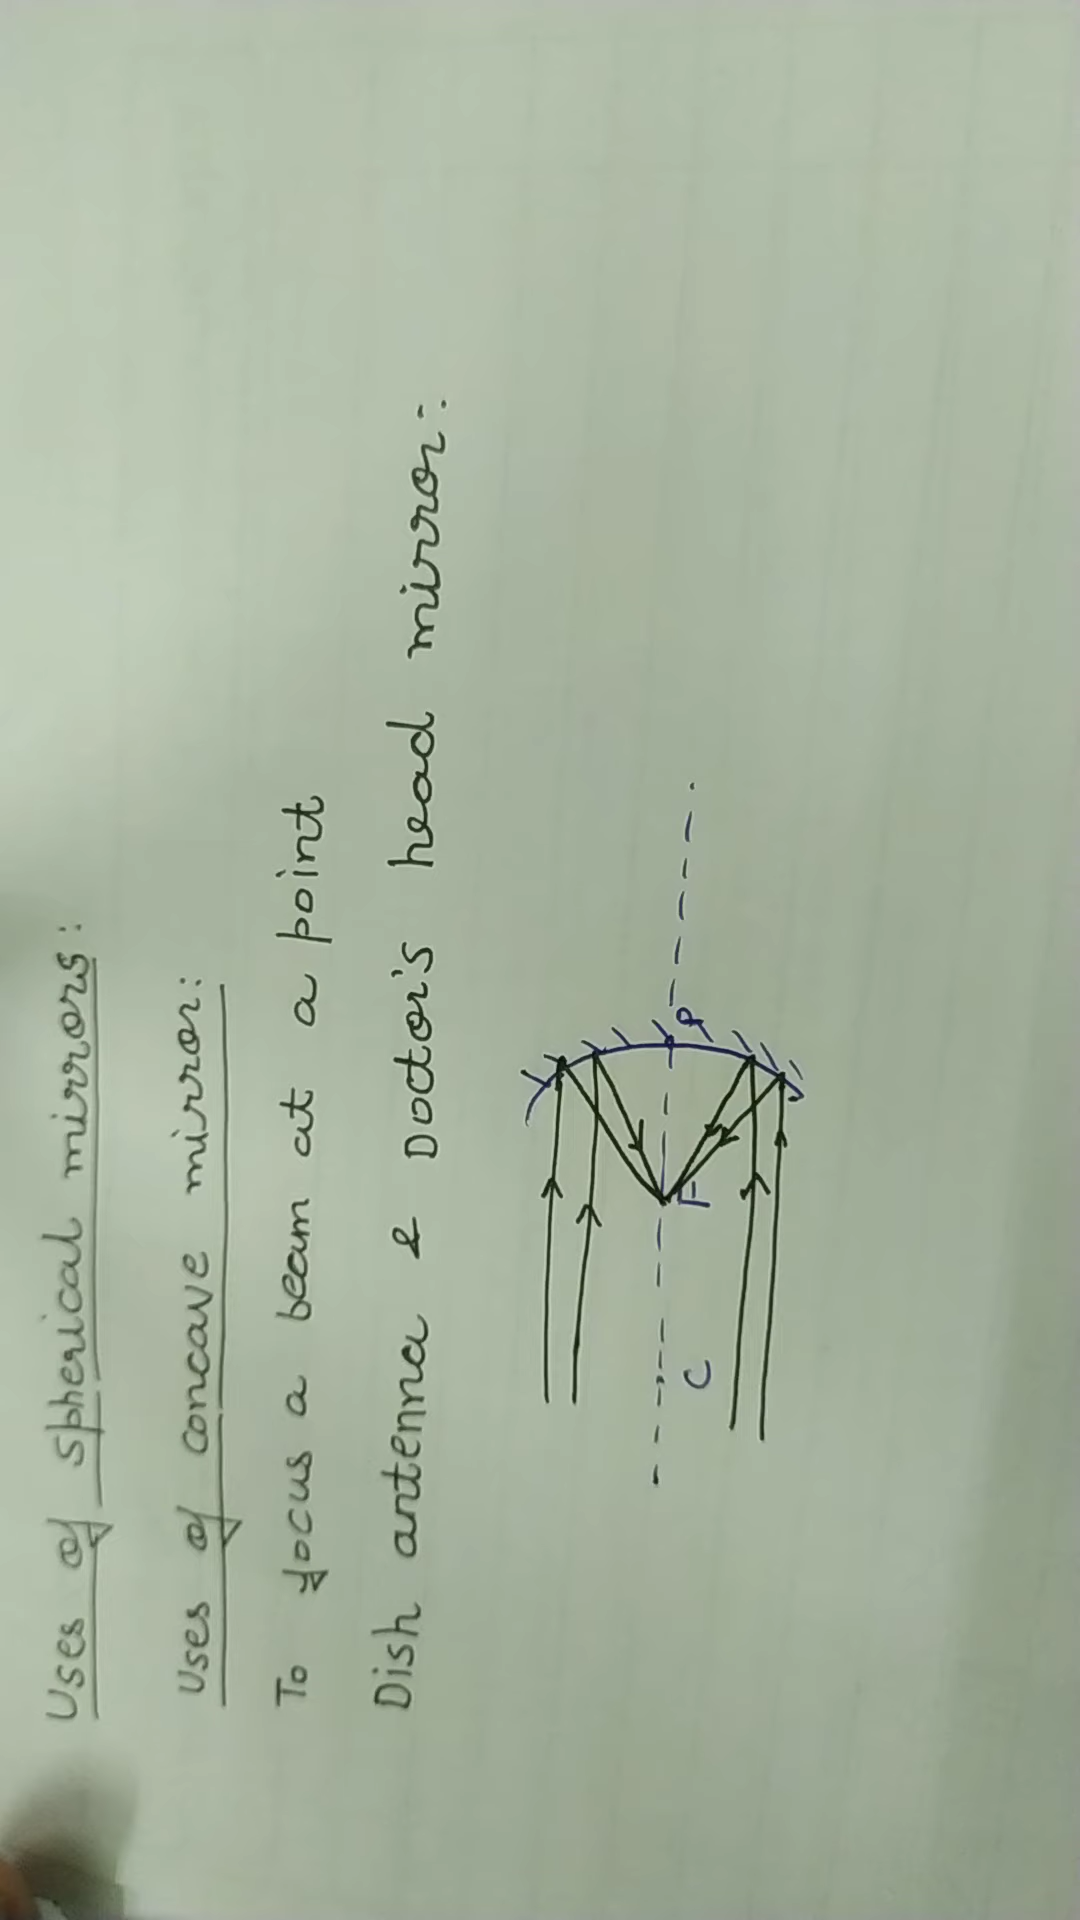 Uses of spherical mirrors:
Uses of concave mirror:
To focus a beam at a point
Dish antenna & Doctor's head mirror:-
C F P